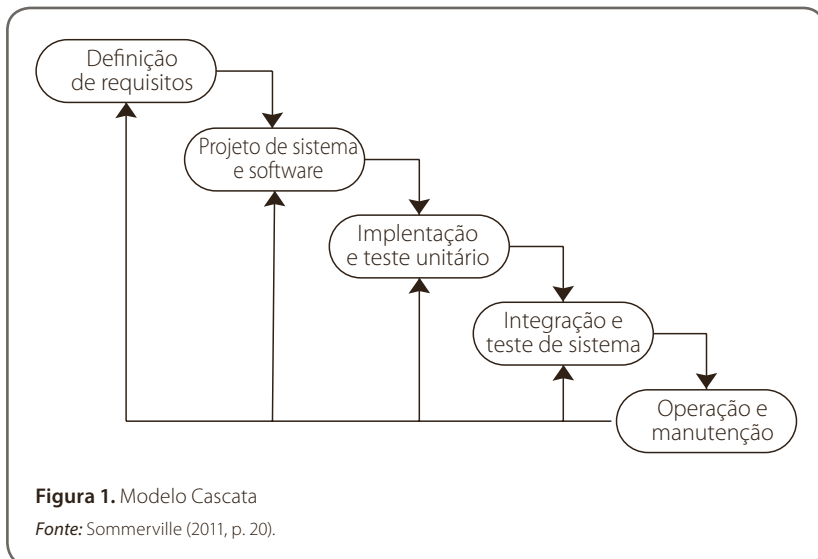 Definição
de requisitos
Projeto de sistema
e software
Implentação
e teste unitário
Integração e
teste de sistema
Operação e
manutenção
Figura 1. Modelo Cascata
Fonte: Sommerville (2011, p. 20).